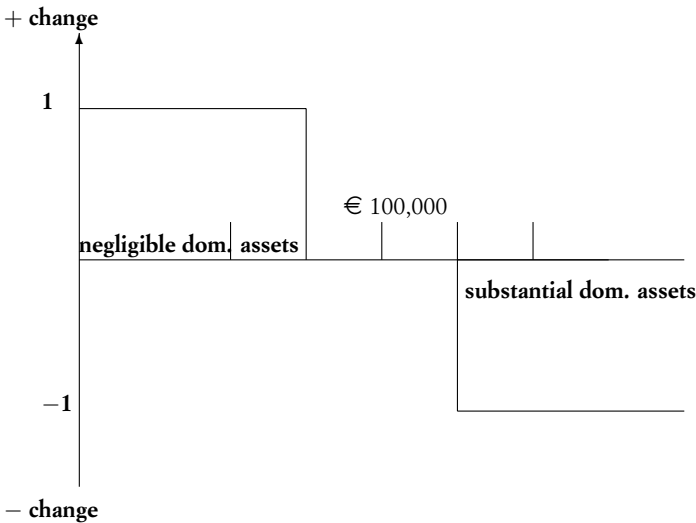 + change
1
€ 100,000
negligible dom. assets
substantial dom. assets
−1
− change